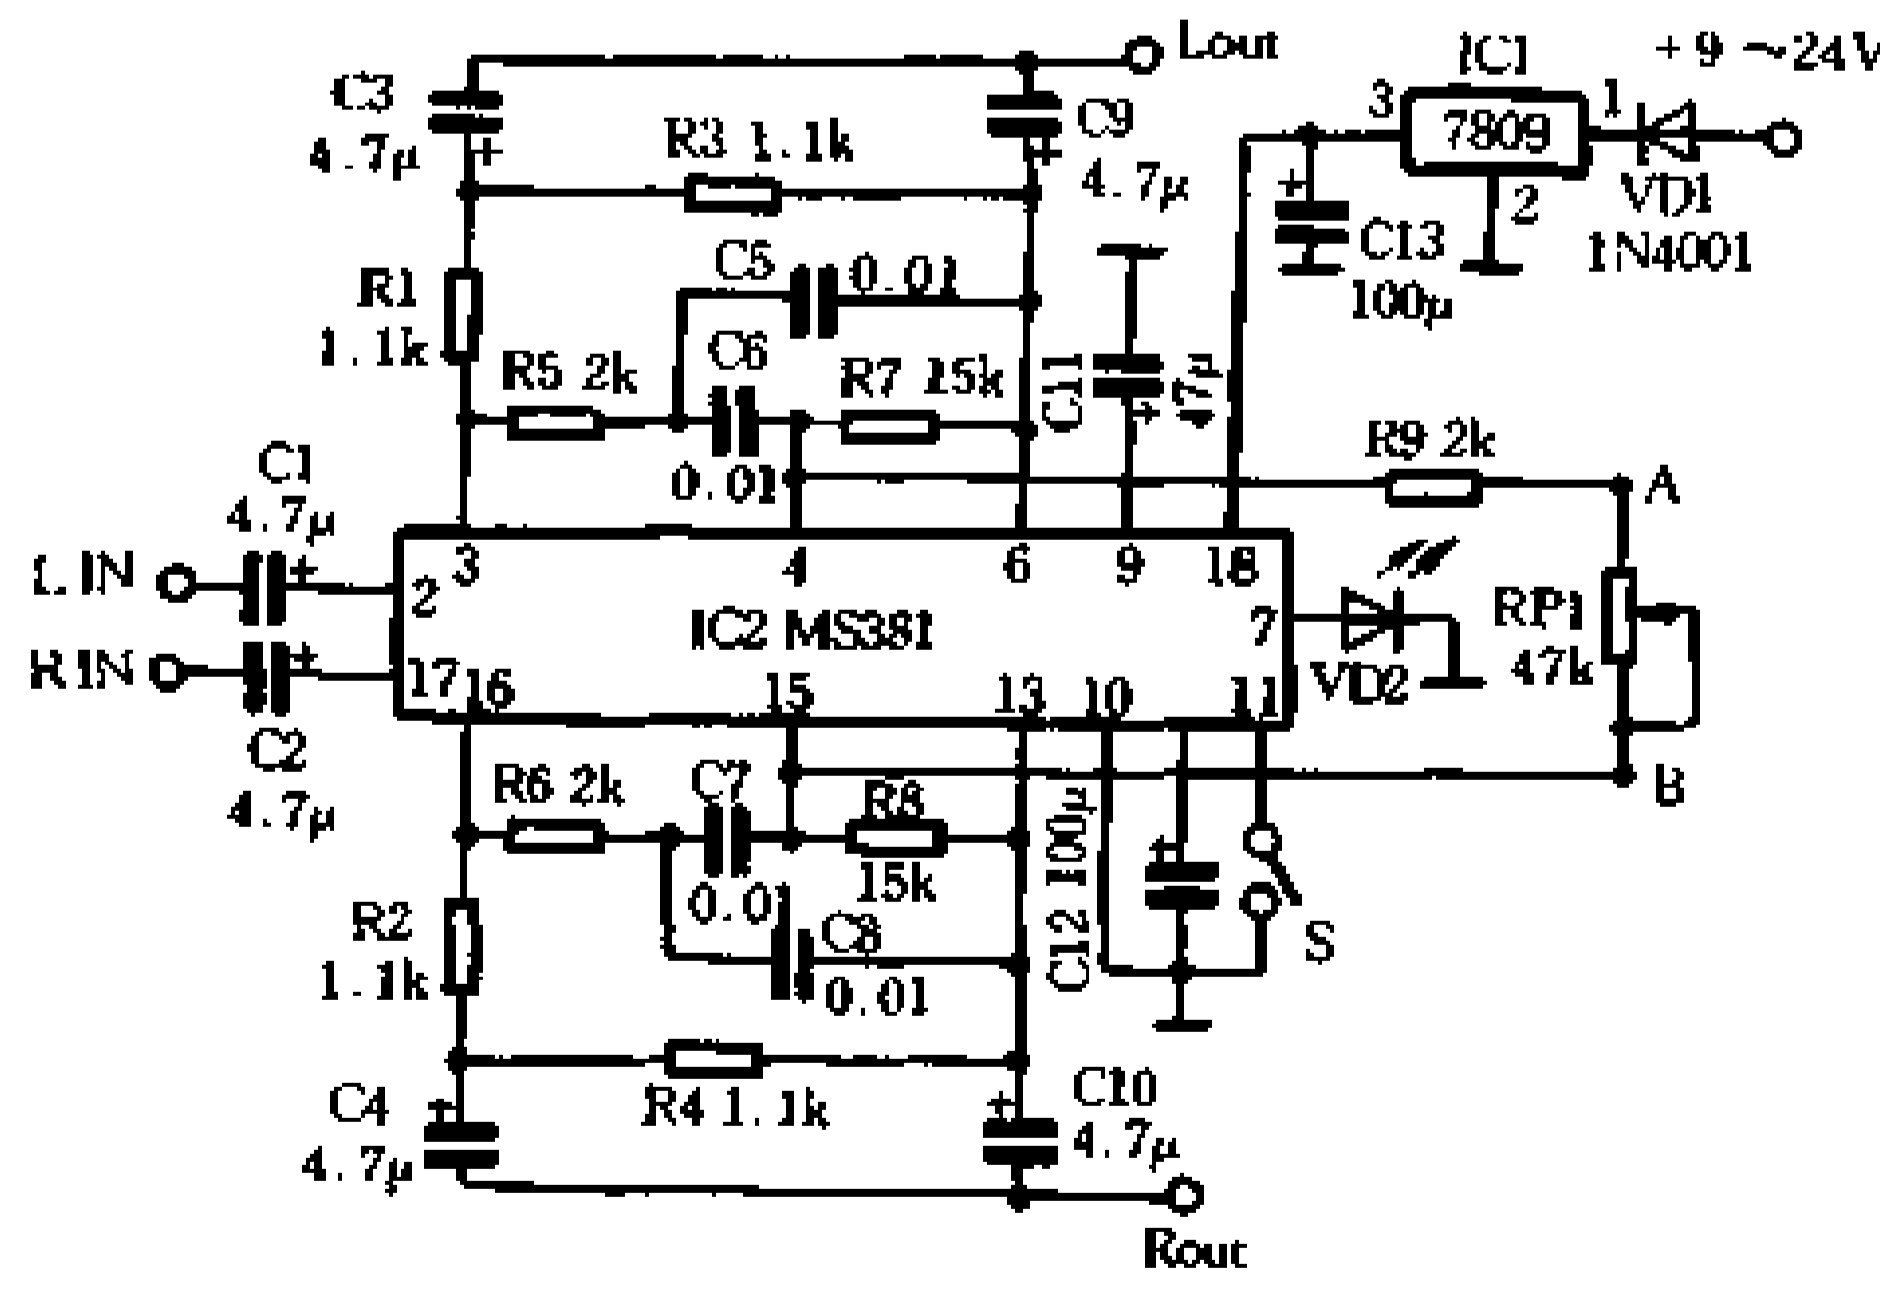 Lout
IC1
+9~24V
C3
4.7μ
R3 1.1k
C9
4.7μ
3
7809
1
2
VD1
1N4001
C13
100μ
C5
0.01
R1
1.1k
C6
R5 2k
R7 15k
C11
47μ
0.01
R9 2k
A
C1
4.7μ
L IN
3
4
6
9
18
2
IC2 MS381
7
RP1
47k
R IN
17
16
15
13
10
11
VD2
C2
4.7μ
R6 2k
C7
R8
B
0.01
15k
C12 100μ
R2
1.1k
C8
0.01
S
C4
4.7μ
R4 1.1k
C10
4.7μ
Rout